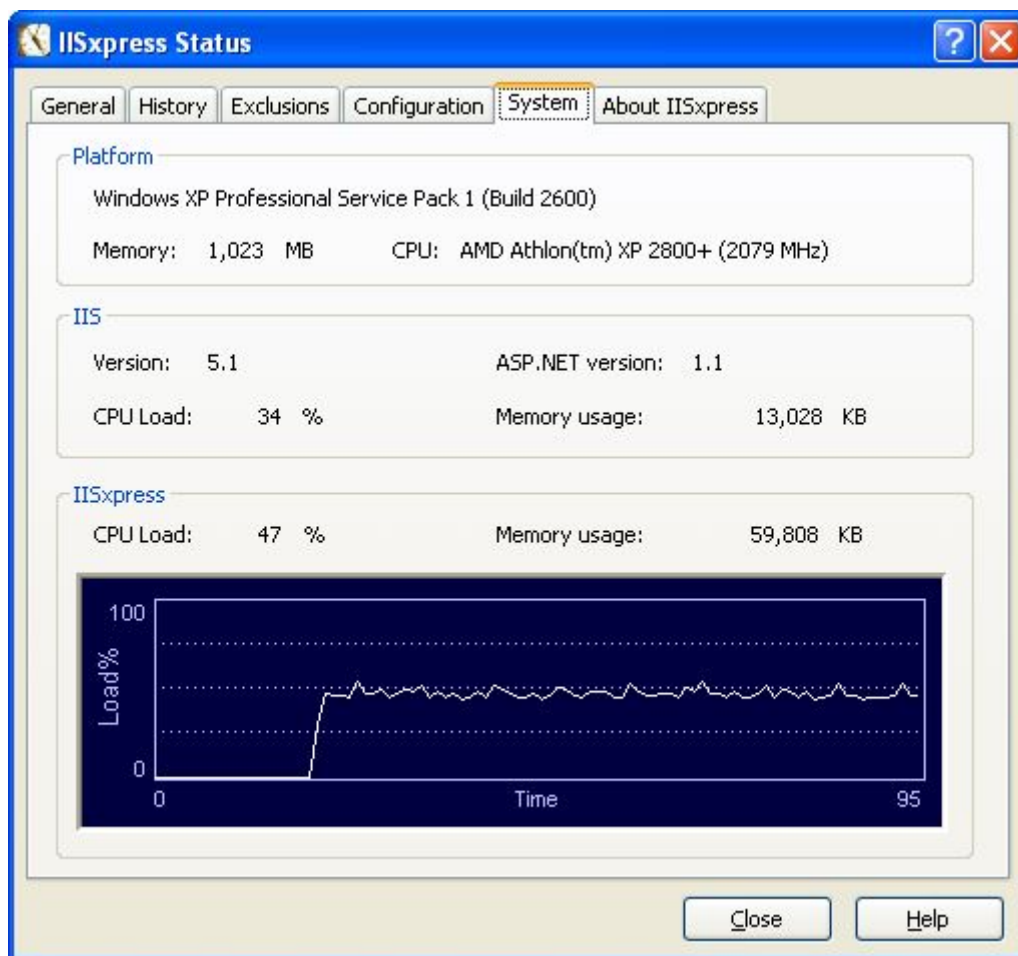 IISxpress Status
General History Exclusions Configuration System About IISxpress
Platform
Windows XP Professional Service Pack 1 (Build 2600)
Memory: 1,023 MB CPU: AMD Athlon(tm) XP 2800+ (2079 MHz)
IIS
Version: 5.1 ASP.NET version: 1.1
CPU Load: 34 % Memory usage: 13,028 KB
IISxpress
CPU Load: 47 % Memory usage: 59,808 KB
100
Load%
0
0 Time 95
Close Help